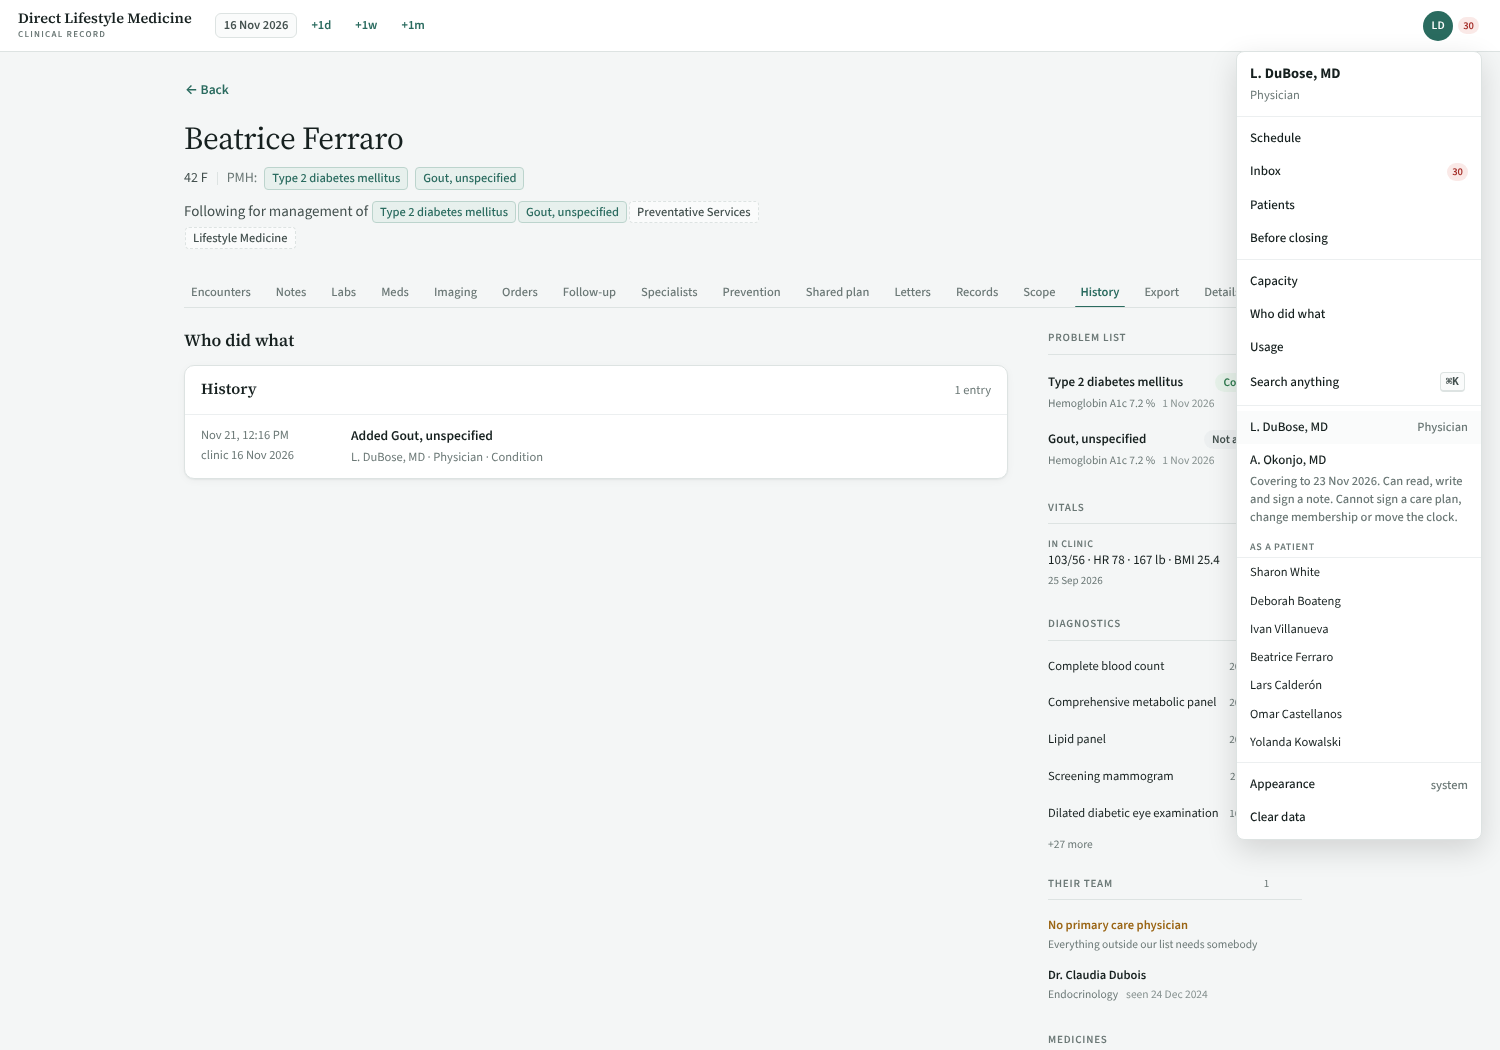 Direct Lifestyle Medicine
CLINICAL RECORD
16 Nov 2026
+1d
+1w
+1m
LD
30
← Back
Beatrice Ferraro
42 F
PMH:
Type 2 diabetes mellitus
Gout, unspecified
Following for management of Type 2 diabetes mellitus Gout, unspecified Preventative Services
Lifestyle Medicine
Encounters
Notes
Labs
Meds
Imaging
Orders
Follow-up
Specialists
Prevention
Shared plan
Letters
Records
Scope
History
Export
Who did what
History
1 entry
Nov 21, 12:16 PM
clinic 16 Nov 2026
Added Gout, unspecified
L. DuBose, MD · Physician · Condition
PROBLEM LIST
Type 2 diabetes mellitus
Hemoglobin A1c 7.2 % 1 Nov 2026
Gout, unspecified
Not
Hemoglobin A1c 7.2 % 1 Nov 2026
VITALS
IN CLINIC
103/56 · HR 78 · 167 lb · BMI 25.4
25 Sep 2026
DIAGNOSTICS
Complete blood count
Comprehensive metabolic panel
Lipid panel
Screening mammogram
Dilated diabetic eye examination
+27 more
THEIR TEAM
1
No primary care physician
Everything outside our list needs somebody
Dr. Claudia Dubois
Endocrinology seen 24 Dec 2024
MEDICINES
L. DuBose, MD
Physician
Schedule
Inbox
30
Patients
Before closing
Capacity
Who did what
Usage
Search anything
⌘K
L. DuBose, MD
Physician
A. Okonjo, MD
Covering to 23 Nov 2026. Can read, write
and sign a note. Cannot sign a care plan,
change membership or move the clock.
AS A PATIENT
Sharon White
Deborah Boateng
Ivan Villanueva
Beatrice Ferraro
Lars Calderón
Omar Castellanos
Yolanda Kowalski
Appearance
system
Clear data